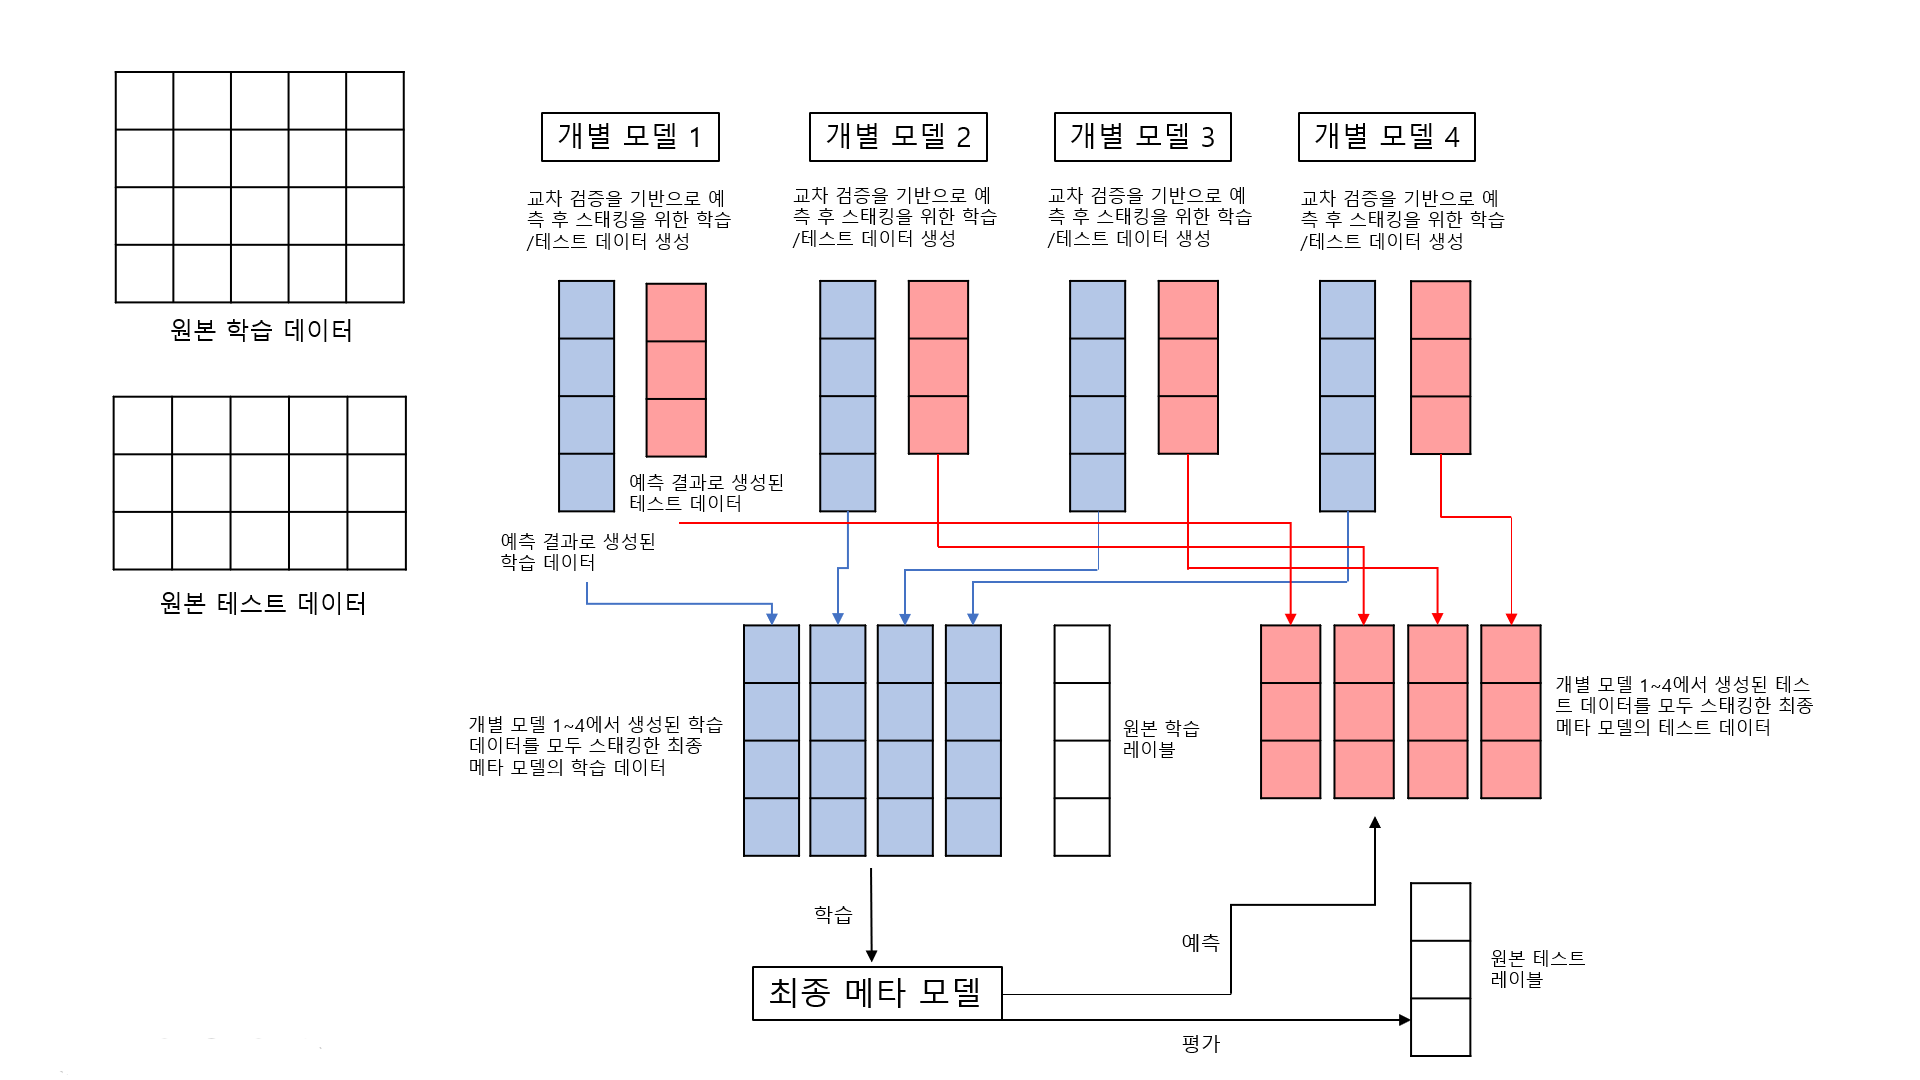 원본 학습 데이터
원본 테스트 데이터
개별 모델 1
교차 검증을 기반으로 예
측 후 스태킹을 위한 학습
/테스트 데이터 생성
개별 모델 2
교차 검증을 기반으로 예
측 후 스태킹을 위한 학습
/테스트 데이터 생성
개별 모델 3
교차 검증을 기반으로 예
측 후 스태킹을 위한 학습
/테스트 데이터 생성
개별 모델 4
교차 검증을 기반으로 예
측 후 스태킹을 위한 학습
/테스트 데이터 생성
예측 결과로 생성된
테스트 데이터
예측 결과로 생성된
학습 데이터
개별 모델 1~4에서 생성된 학습
데이터를 모두 스태킹한 최종
메타 모델의 학습 데이터
원본 학습
레이블
개별 모델 1~4에서 생성된 테스
트 데이터를 모두 스태킹한 최종
메타 모델의 테스트 데이터
학습
최종 메타 모델
예측
평가
원본 테스트
레이블